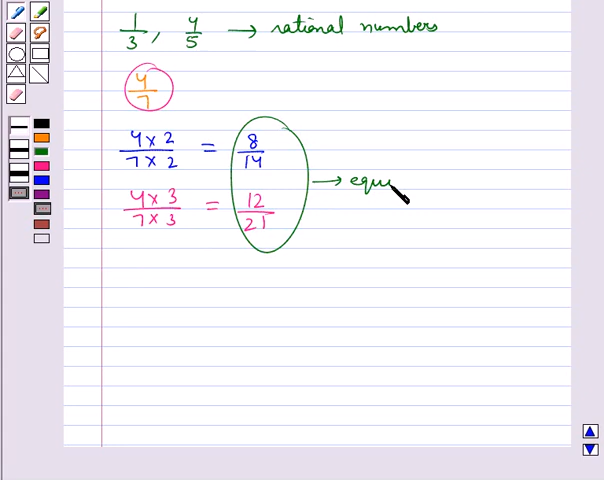 1/3, 4/5 → rational numbers
4/7
4 × 2 / 7 × 2 = 8/14
→ equi
4 × 3 / 7 × 3 = 12/21